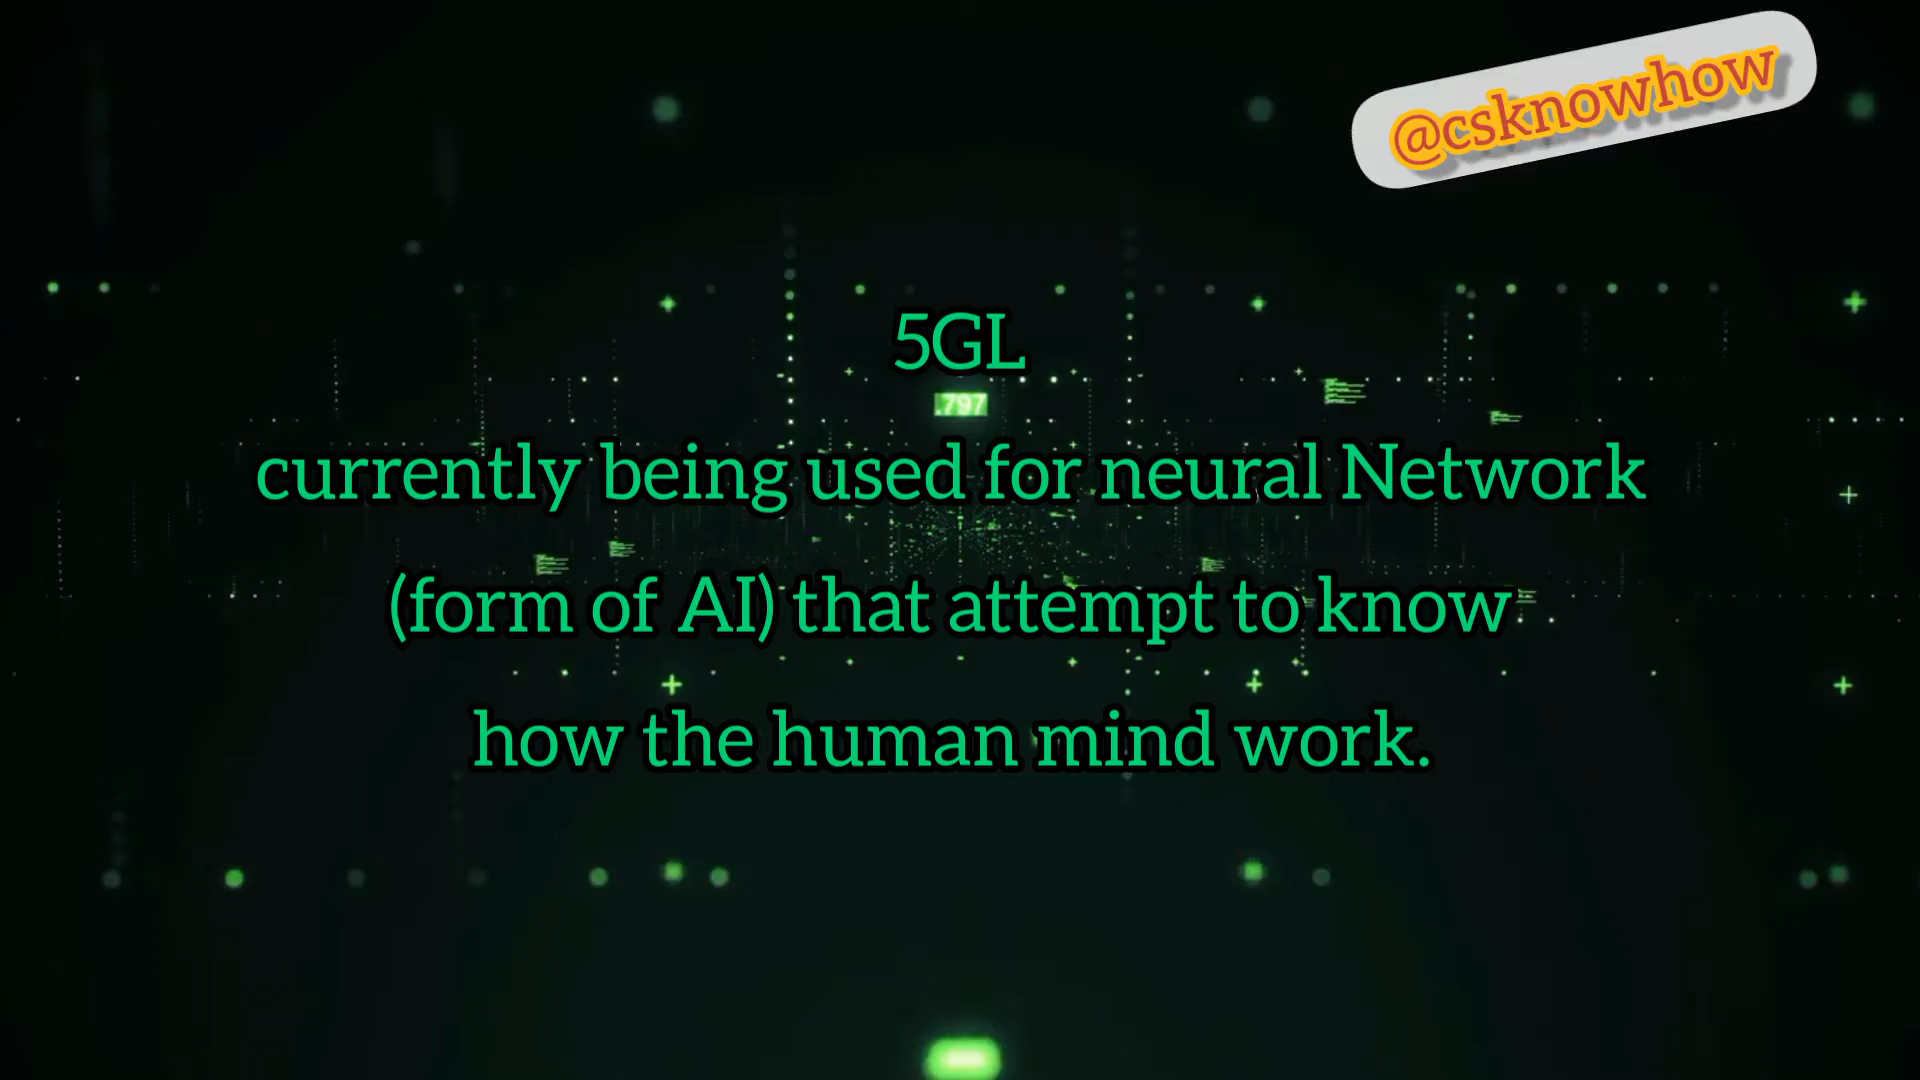 @csknowhow
5GL
.797
currently being used for neural Network
(form of AI) that attempt to know
how the human mind work.